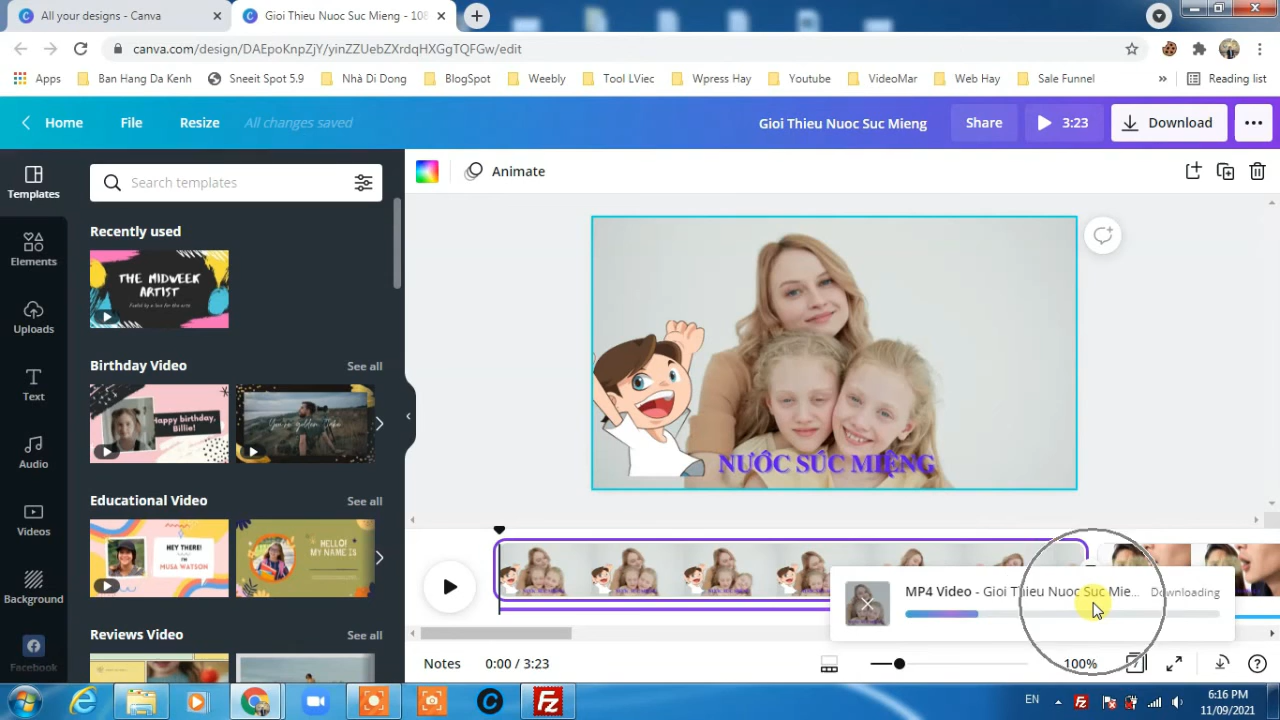 All your designs - Canva
Gioi Thieu Nuoc Suc Mieng - 108
canva.com/design/DAEpoKnpZjY/yinZZUebZXrdqHXGgTQFGw/edit
Apps
Ban Hang Da Kenh
Sneeit Spot 5.9
Nhà Di Dong
BlogSpot
Weebly
Tool LViec
Wpress Hay
Youtube
VideoMar
Web Hay
Sale Funnel
»
Reading list
Home
File
Resize
All changes saved
Gioi Thieu Nuoc Suc Mieng
Share
3:23
Download
Templates
Search templates
Animate
Recently used
THE MIDWEEK
ARTIST
Elements
Uploads
Birthday Video
See all
Happy birthday,
Billie!
Text
Audio
NƯỚC SÚC MIỆNG
Educational Video
See all
HEY THERE!
I'M
MUSA WATSON
HELLO!
MY NAME IS
Videos
Background
MP4 Video - Gioi Thieu Nuoc Suc Mie...
Downloading
Reviews Video
See all
Facebook
Notes
0:00 / 3:23
100%
EN
6:16 PM
11/09/2021